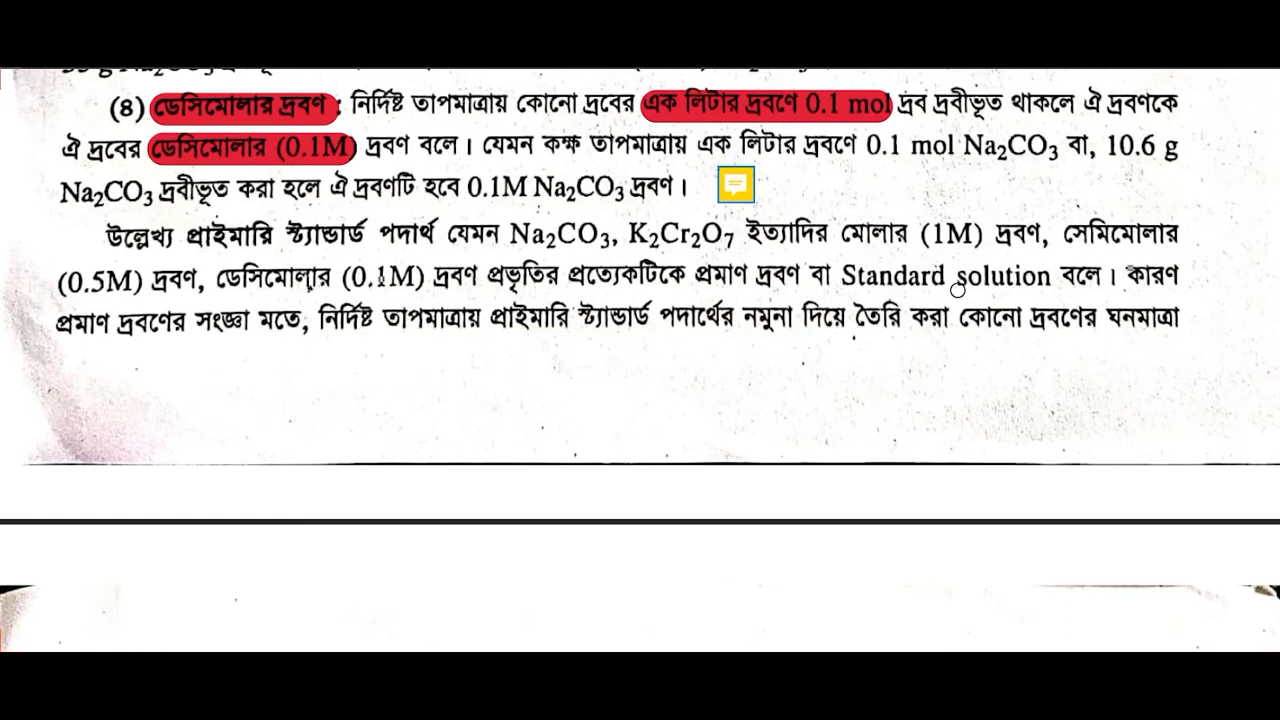 (৪) ডেসিমোলার দ্রবণ : নির্দিষ্ট তাপমাত্রায় কোনো দ্রবের এক লিটার দ্রবণে 0.1 mol দ্রব দ্রবীভূত থাকলে ঐ দ্রবণকে
ঐ দ্রবের ডেসিমোলার (0.1M) দ্রবণ বলে। যেমন কক্ষ তাপমাত্রায় এক লিটার দ্রবণে 0.1 mol Na₂CO₃ বা, 10.6 g
Na₂CO₃ দ্রবীভূত করা হলে ঐ দ্রবণটি হবে 0.1M Na₂CO₃ দ্রবণ।
উল্লেখ্য প্রাইমারি স্ট্যান্ডার্ড পদার্থ যেমন Na₂CO₃, K₂Cr₂O₇ ইত্যাদির মোলার (1M) দ্রবণ, সেমিমোলার
(0.5M) দ্রবণ, ডেসিমোলার (0.1M) দ্রবণ প্রভৃতির প্রত্যেকটিকে প্রমাণ দ্রবণ বা Standard solution বলে। কারণ
প্রমাণ দ্রবণের সংজ্ঞা মতে, নির্দিষ্ট তাপমাত্রায় প্রাইমারি স্ট্যান্ডার্ড পদার্থের নমুনা দিয়ে তৈরি করা কোনো দ্রবণের ঘনমাত্রা